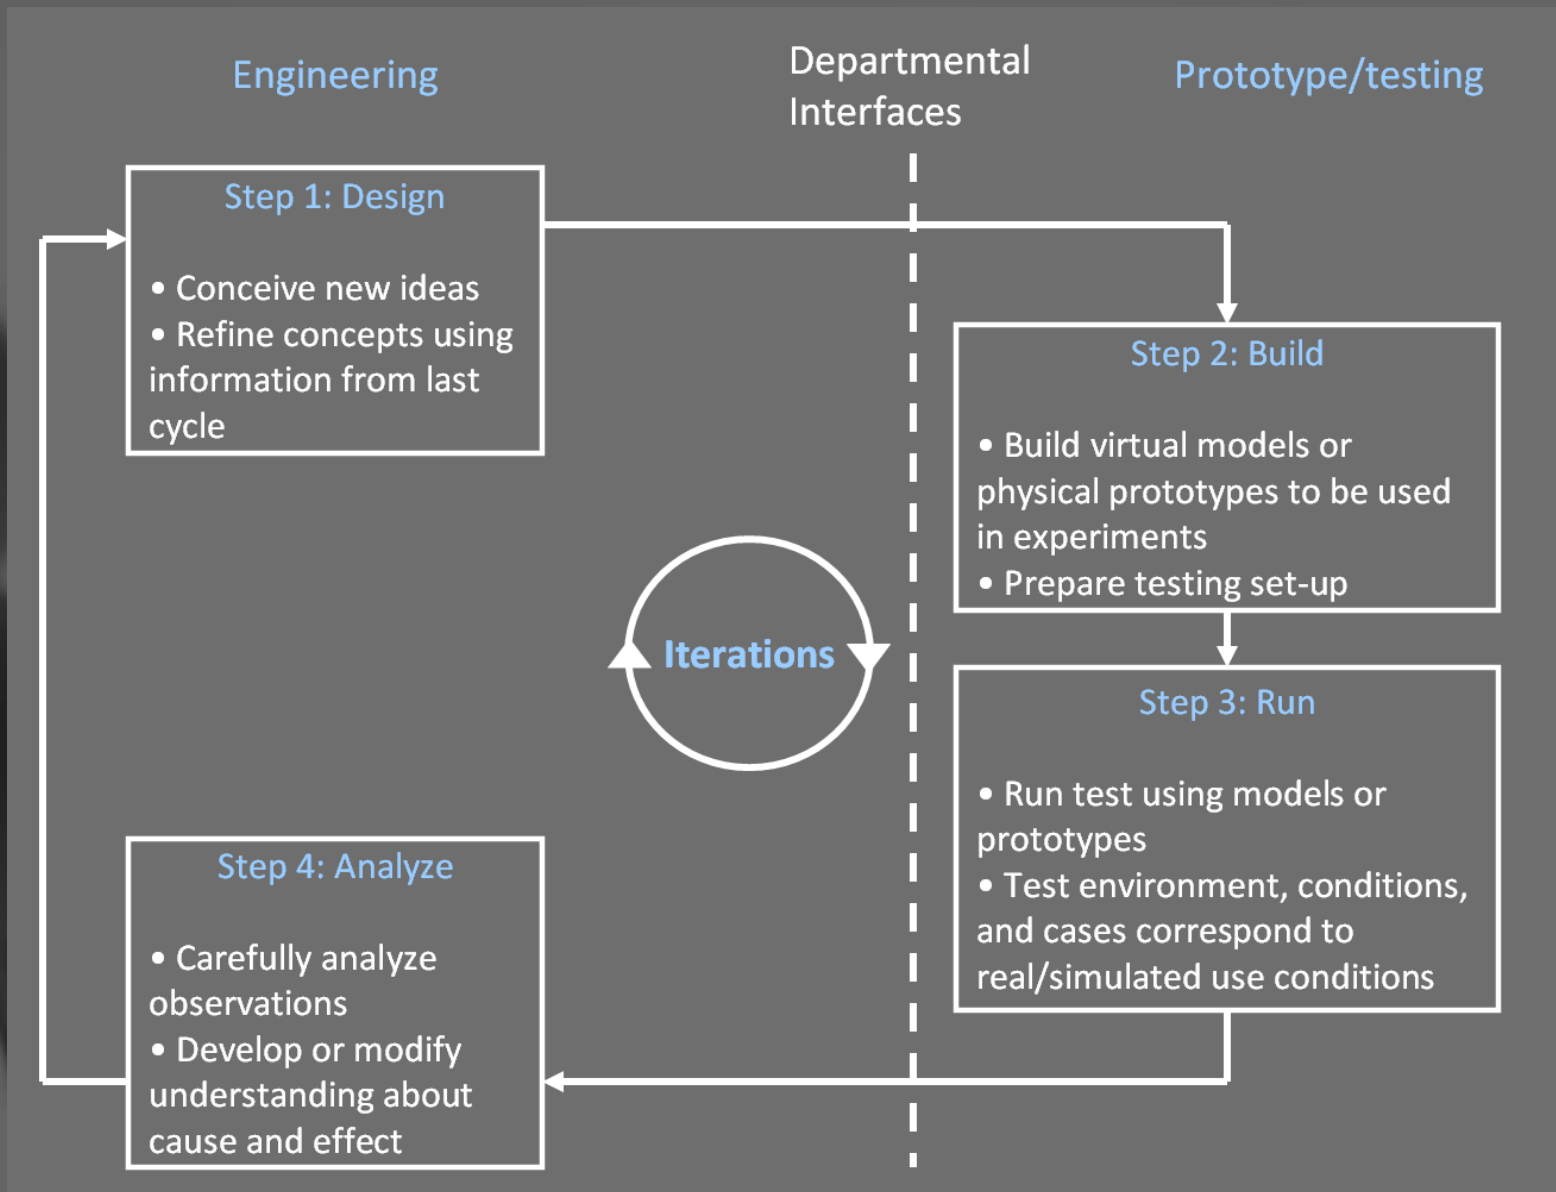 Engineering
Departmental
Interfaces
Prototype/testing
Step 1: Design
• Conceive new ideas
• Refine concepts using
information from last
cycle
Step 2: Build
• Build virtual models or
physical prototypes to be used
in experiments
• Prepare testing set-up
Iterations
Step 3: Run
• Run test using models or
prototypes
• Test environment, conditions,
and cases correspond to
real/simulated use conditions
Step 4: Analyze
• Carefully analyze
observations
• Develop or modify
understanding about
cause and effect